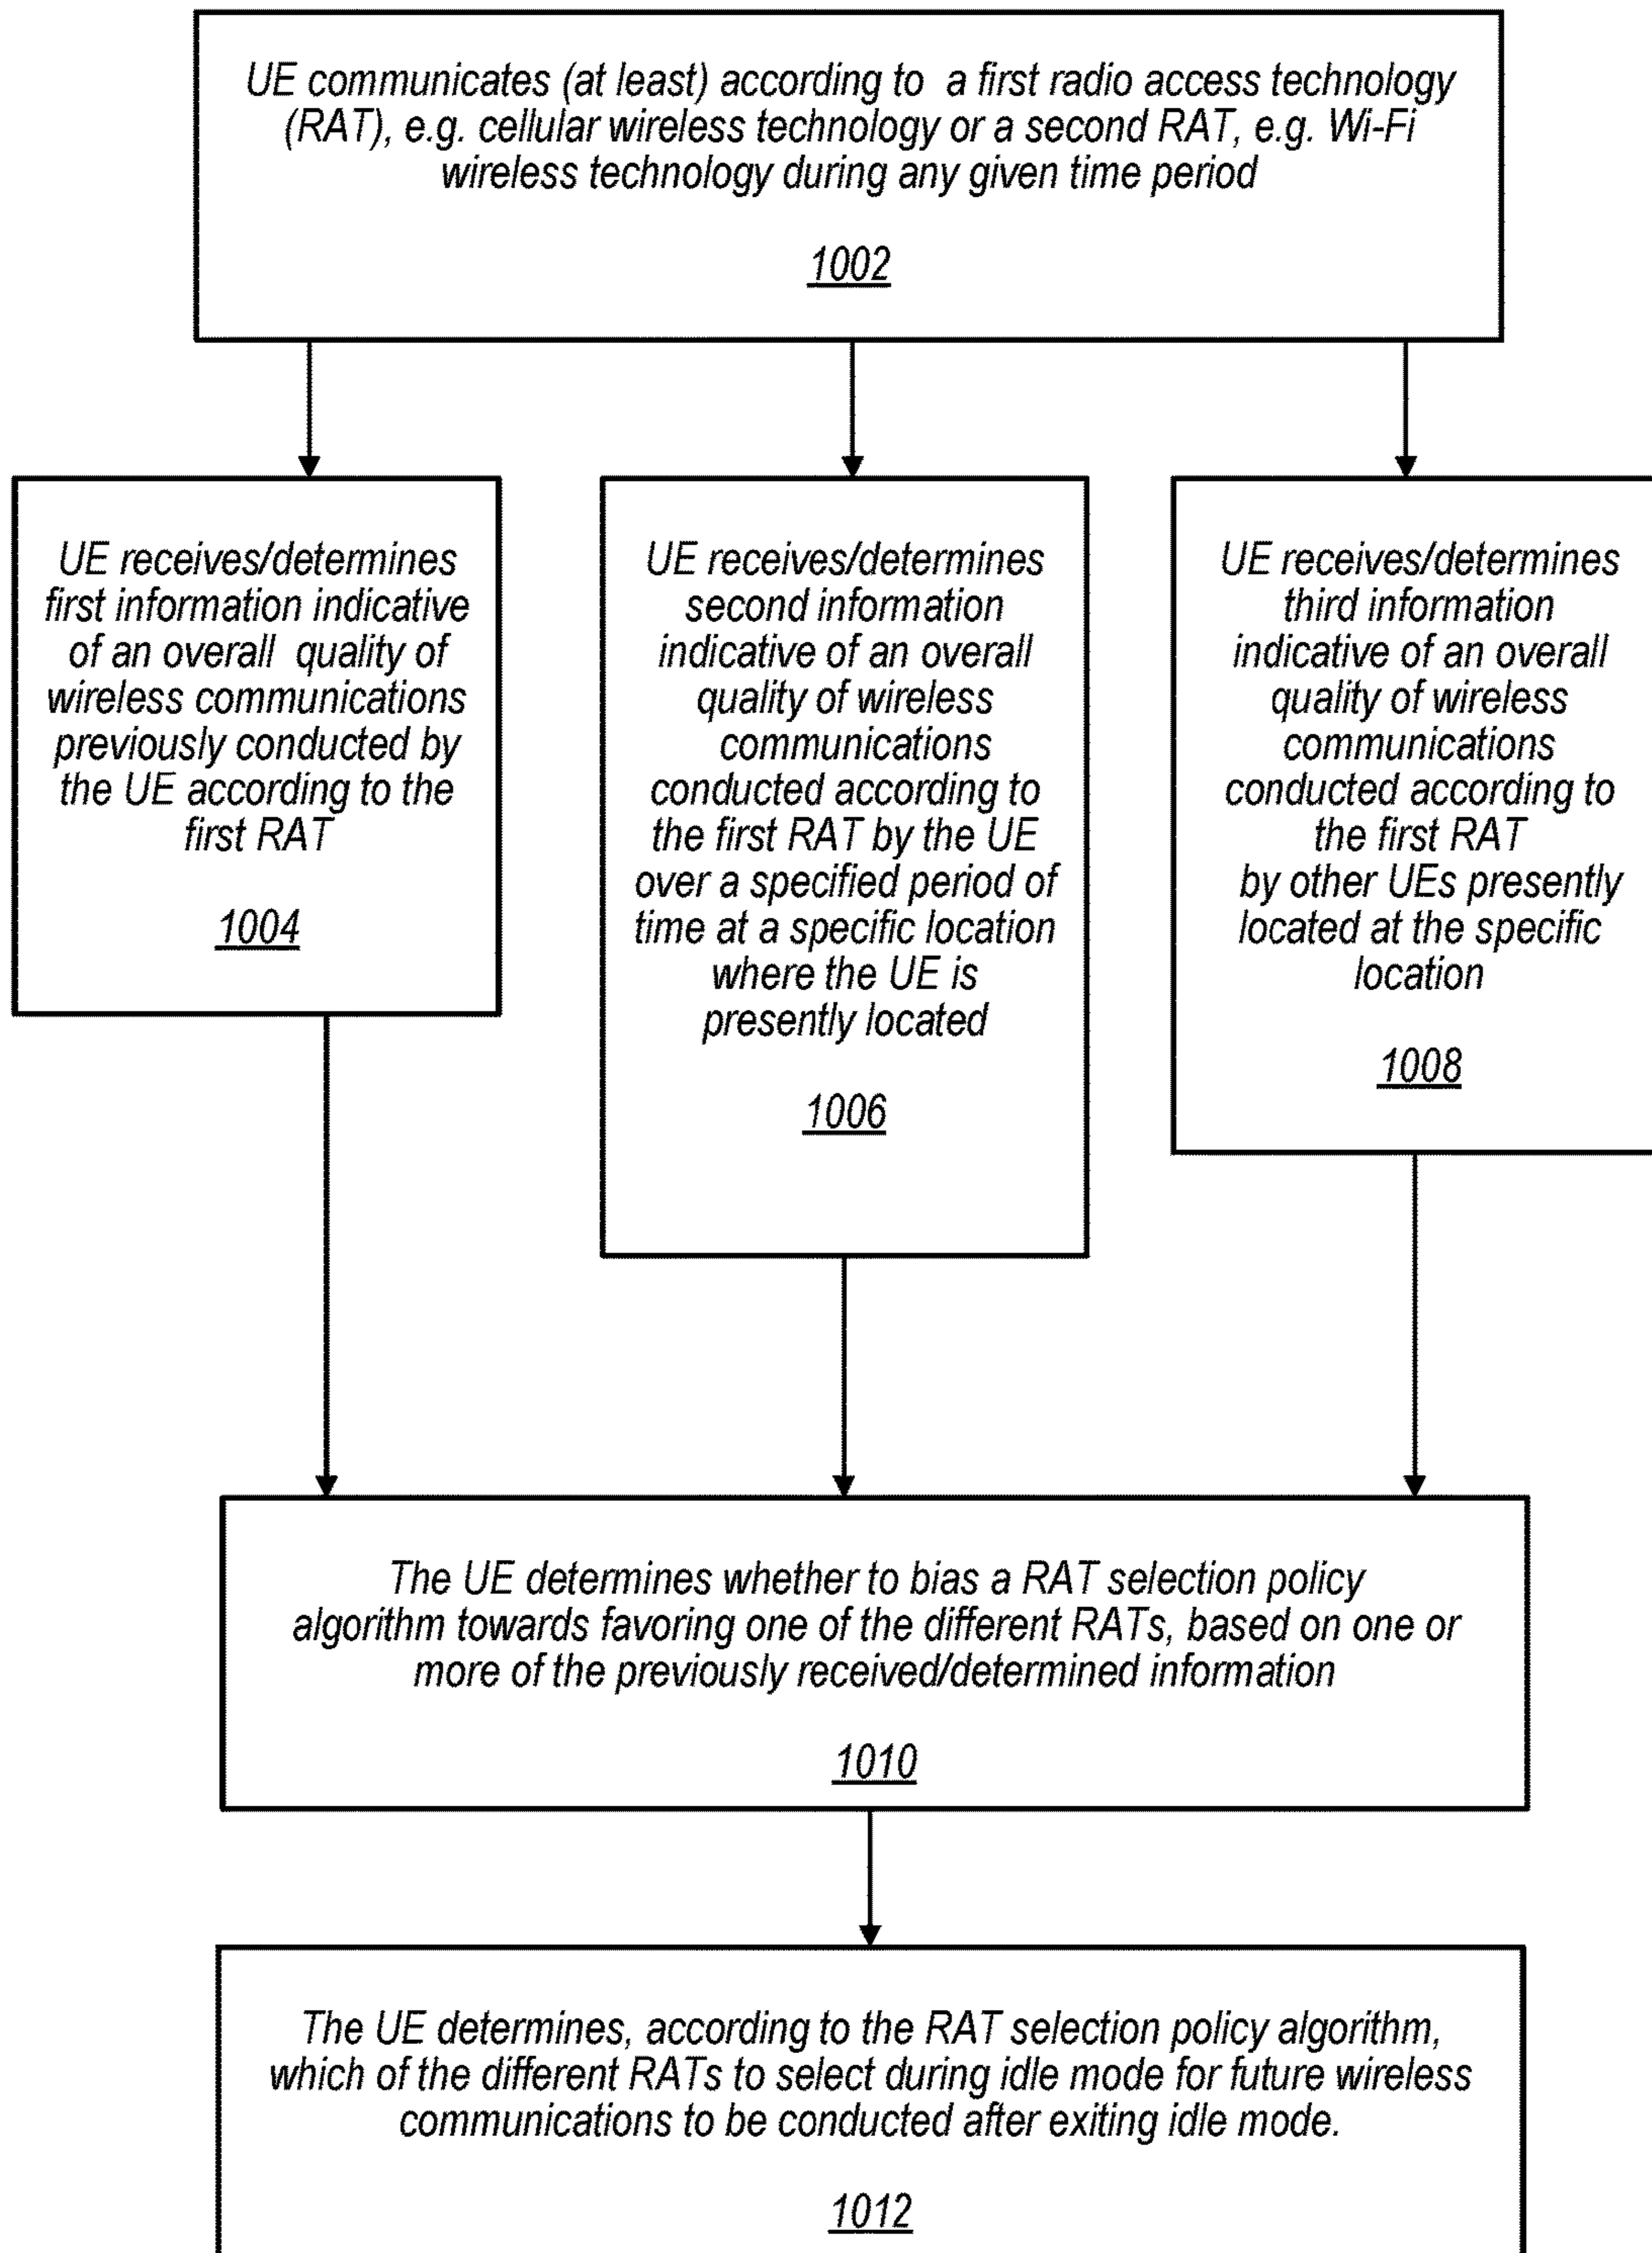 UE communicates (at least) according to a first radio access technology
(RAT), e.g. cellular wireless technology or a second RAT, e.g. Wi-Fi
wireless technology during any given time period
1002
UE receives/determines
first information indicative
of an overall quality of
wireless communications
previously conducted by
the UE according to the
first RAT
1004
UE receives/determines
second information
indicative of an overall
quality of wireless
communications
conducted according to
the first RAT by the UE
over a specified period of
time at a specific location
where the UE is
presently located
1006
UE receives/determines
third information
indicative of an overall
quality of wireless
communications
conducted according to
the first RAT
by other UEs presently
located at the specific
location
1008
The UE determines whether to bias a RAT selection policy
algorithm towards favoring one of the different RATs, based on one or
more of the previously received/determined information
1010
The UE determines, according to the RAT selection policy algorithm,
which of the different RATs to select during idle mode for future wireless
communications to be conducted after exiting idle mode.
1012